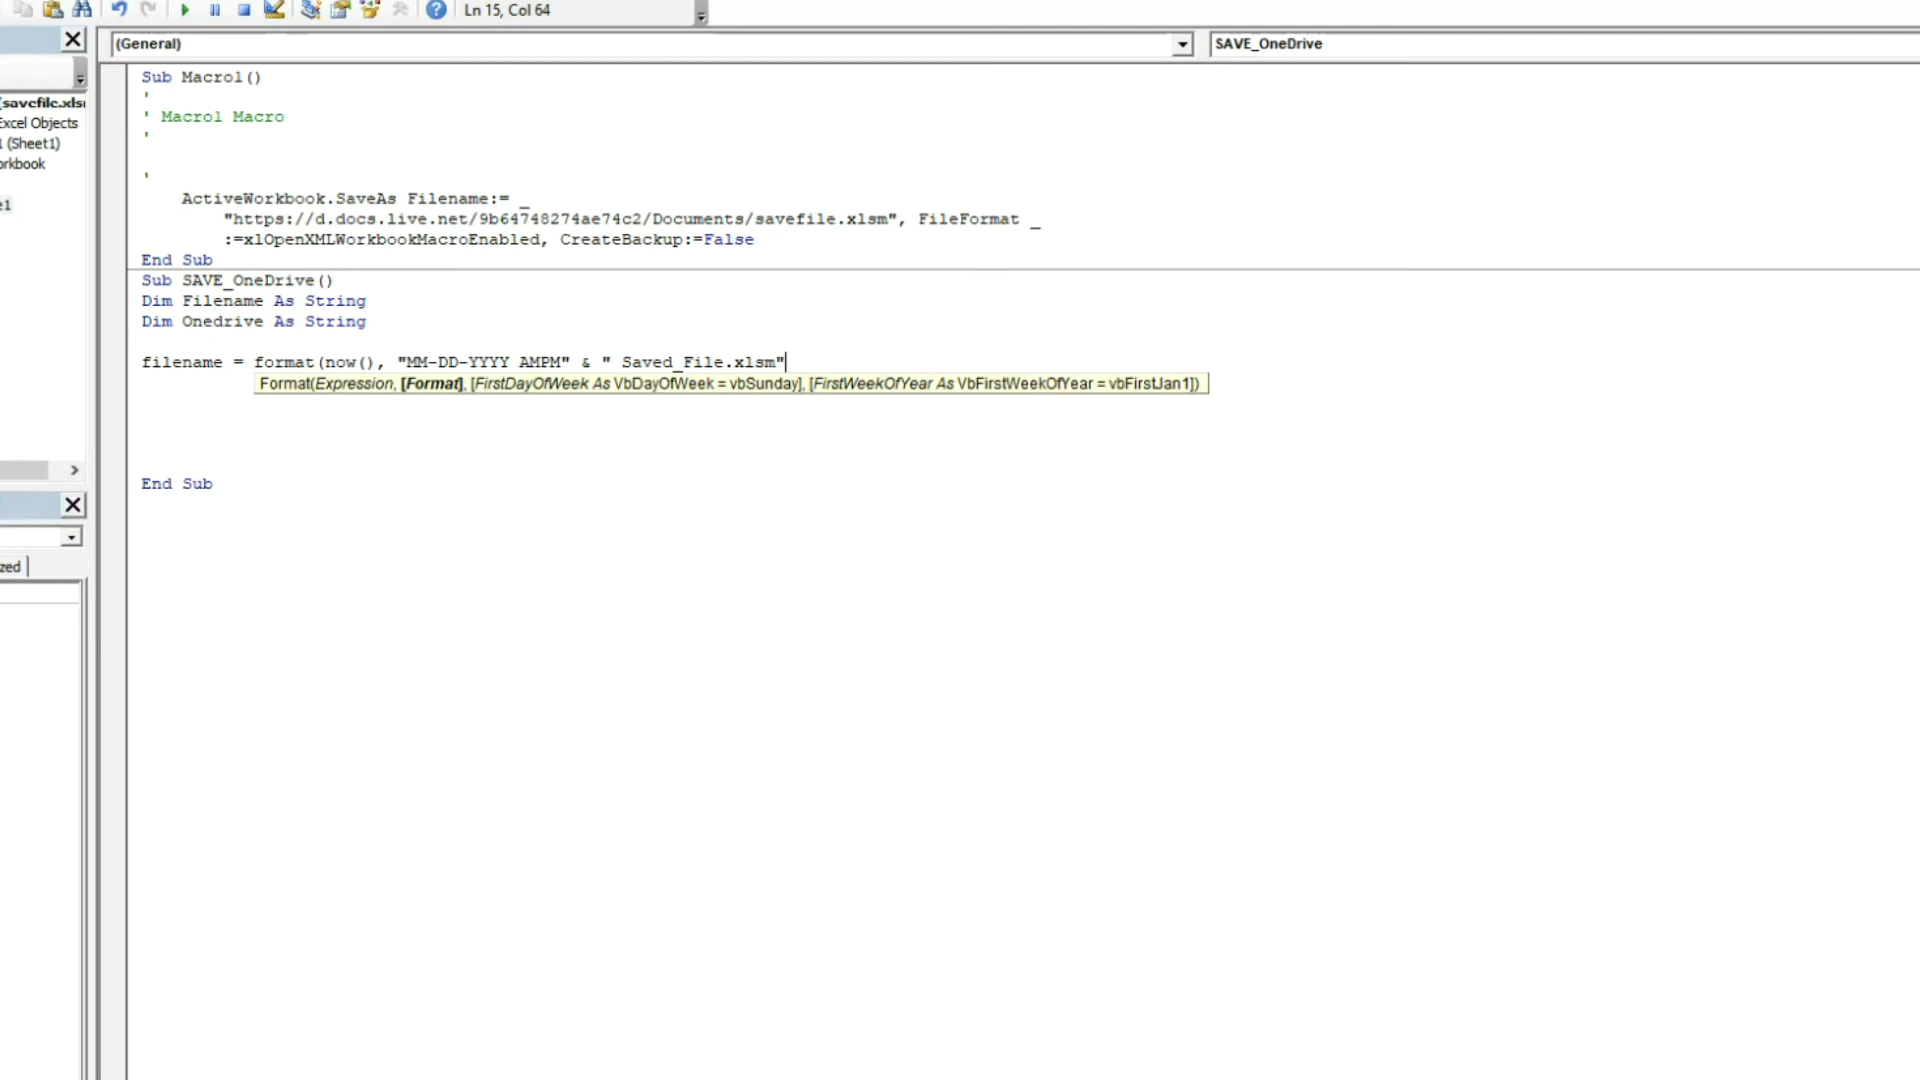 Ln 15, Col 64
(General)
SAVE_OneDrive
Sub Macro1()
'
' Macro1 Macro
'
'
ActiveWorkbook.SaveAs Filename:= _
"https://d.docs.live.net/9b64748274ae74c2/Documents/savefile.xlsm", FileFormat _
:=xlOpenXMLWorkbookMacroEnabled, CreateBackup:=False
End Sub
Sub SAVE_OneDrive()
Dim Filename As String
Dim Onedrive As String
filename = format(now(), "MM-DD-YYYY AMPM" & " Saved_File.xlsm"
Format(Expression, [Format], [FirstDayOfWeek As VbDayOfWeek = vbSunday], [FirstWeekOfYear As VbFirstWeekOfYear = vbFirstJan1])
End Sub
(savefile.xls
Excel Objects
1 (Sheet1)
orkbook
e1
zed